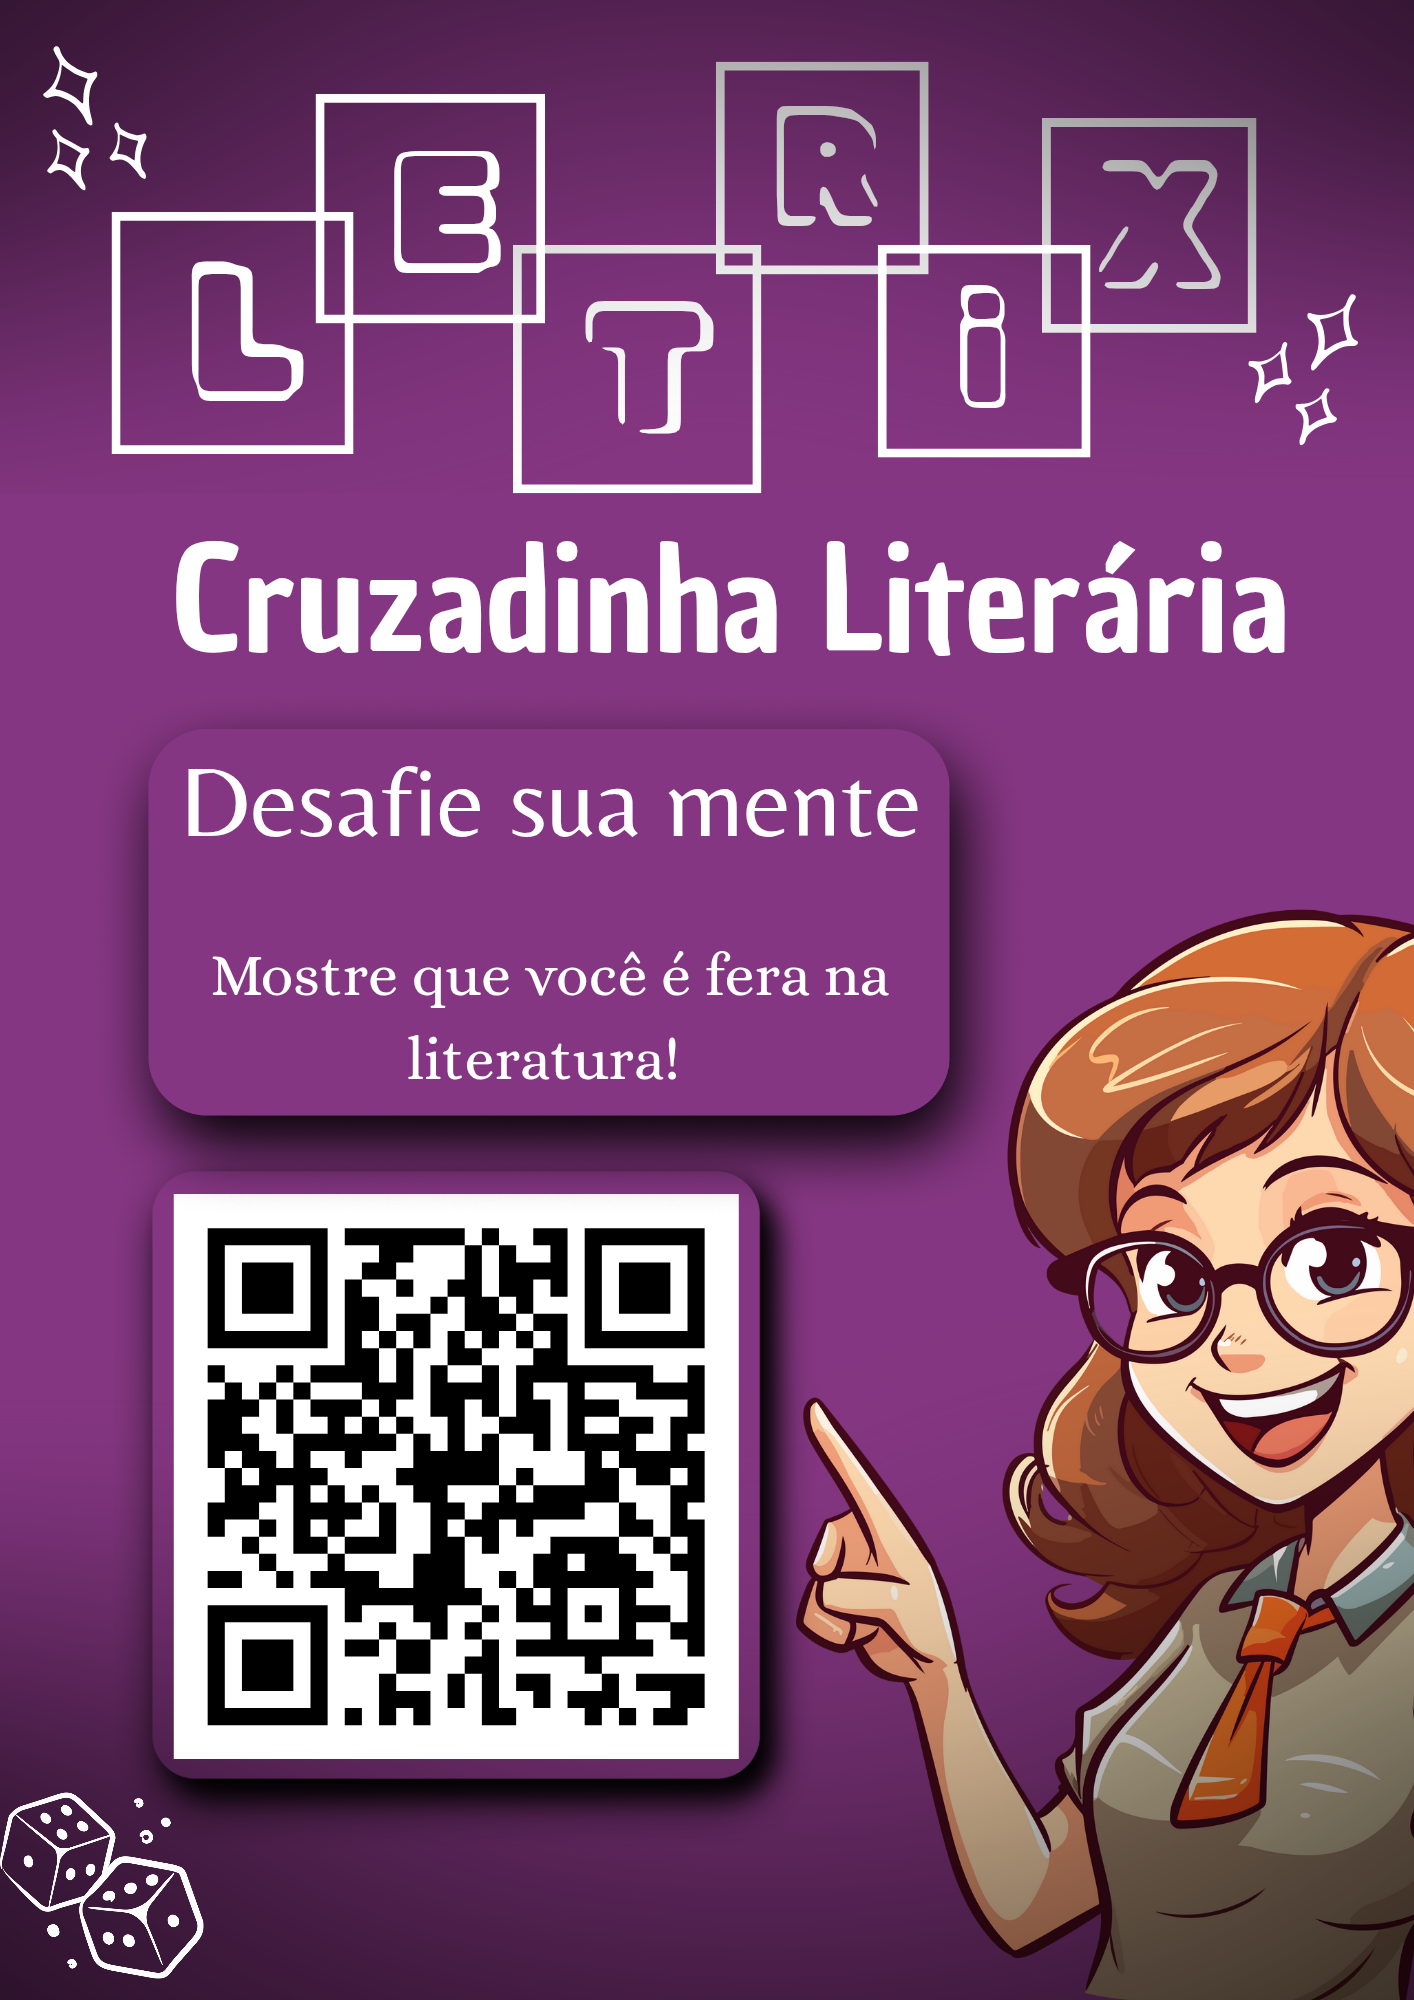 LETRIX
Cruzadinha Literária
Desafie sua mente
Mostre que você é fera na
literatura!